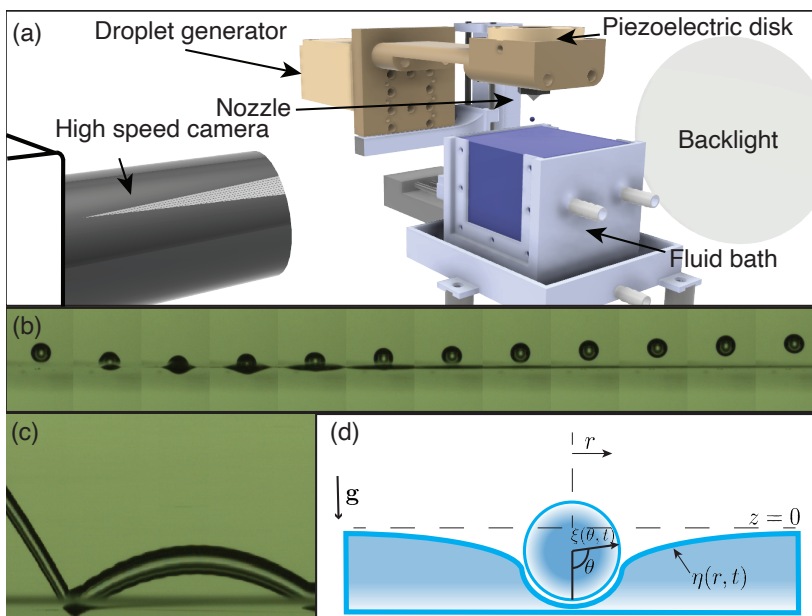 (a)
Droplet generator
Piezoelectric disk
Nozzle
High speed camera
Backlight
Fluid bath
(b)
(c)
(d)
r
g
z = 0
ξ(θ, t)
θ
η(r, t)